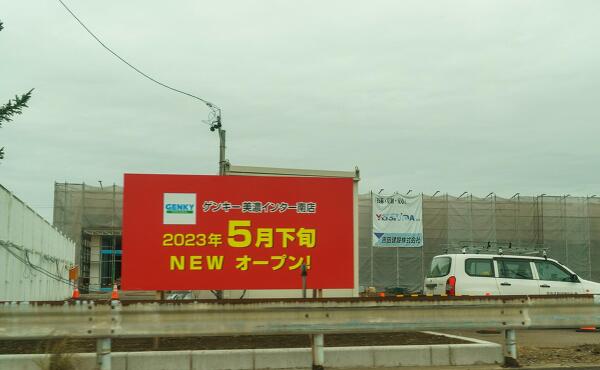 GENKY
ゲンキー 美濃インター南店
2023年 5月下旬
NEW オープン!
YOSHIDA
吉田建設株式会社